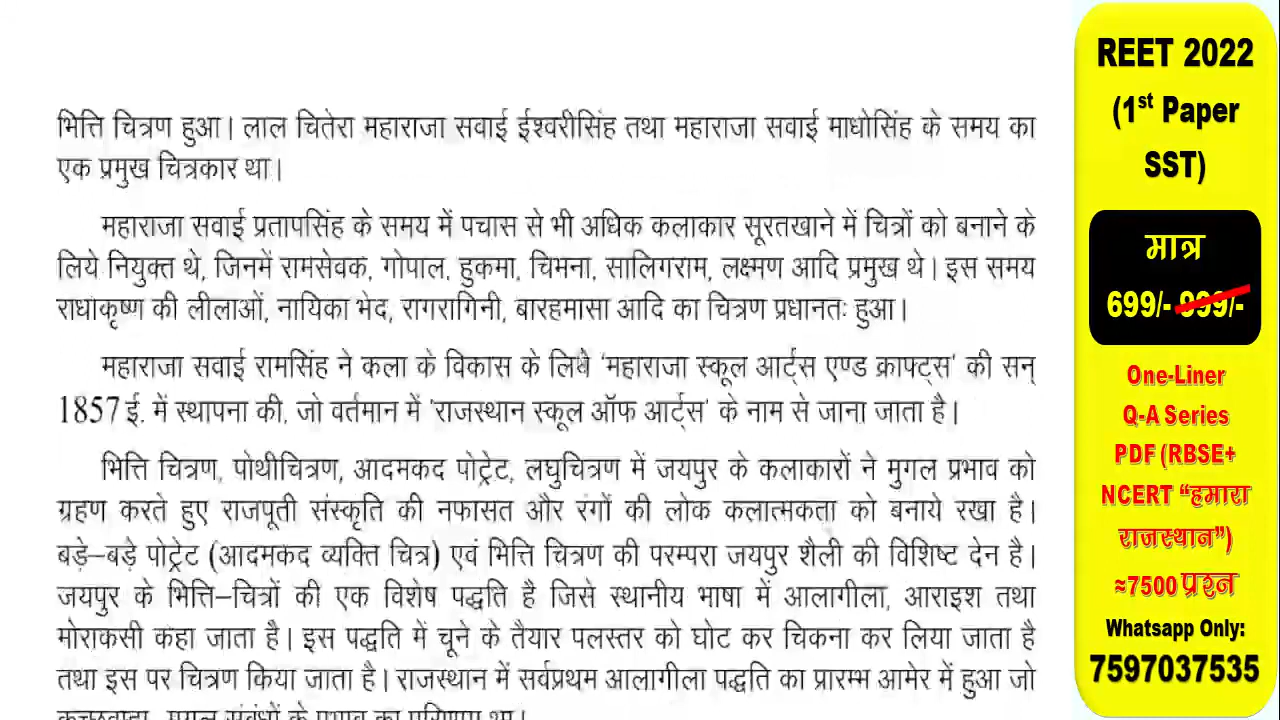 भित्ति चित्रण हुआ। लाल चितेरा महाराजा सवाई ईश्वरीसिंह तथा महाराजा सवाई माधोसिंह के समय का
एक प्रमुख चित्रकार था।
महाराजा सवाई प्रतापसिंह के समय में पचास से भी अधिक कलाकार सूरतखाने में चित्रों को बनाने के
लिये नियुक्त थे, जिनमें रामसेवक, गोपाल, हुकमा, चिमना, सालिगराम, लक्ष्मण आदि प्रमुख थे। इस समय
राधाकृष्ण की लीलाओं, नायिका भेद, रागरागिनी, बारहमासा आदि का चित्रण प्रधानतः हुआ।
महाराजा सवाई रामसिंह ने कला के विकास के लिये 'महाराजा स्कूल आर्ट्स एण्ड क्राफ्ट्स' की सन्
1857 ई. में स्थापना की, जो वर्तमान में 'राजस्थान स्कूल ऑफ आर्ट्स' के नाम से जाना जाता है।
भित्ति चित्रण, पोथीचित्रण, आदमकद पोट्रेट, लघुचित्रण में जयपुर के कलाकारों ने मुगल प्रभाव को
ग्रहण करते हुए राजपूती संस्कृति की नफासत और रंगों की लोक कलात्मकता को बनाये रखा है।
बड़े–बड़े पोट्रेट (आदमकद व्यक्ति चित्र) एवं भित्ति चित्रण की परम्परा जयपुर शैली की विशिष्ट देन है।
जयपुर के भित्ति–चित्रों की एक विशेष पद्धति है जिसे स्थानीय भाषा में आलागीला, आराइश तथा
मोराकसी कहा जाता है। इस पद्धति में चूने के तैयार पलस्तर को घोट कर चिकना कर लिया जाता है
तथा इस पर चित्रण किया जाता है। राजस्थान में सर्वप्रथम आलागीला पद्धति का प्रारम्भ आमेर में हुआ जो
कच्छवाहा–मुगल संबंधों के प्रभाव का परिणाम था।
REET 2022
(1st Paper
SST)
मात्र
699/- 999/-
One-Liner
Q-A Series
PDF (RBSE+
NCERT “हमारा
राजस्थान”)
≈7500 प्रश्न
Whatsapp Only:
7597037535